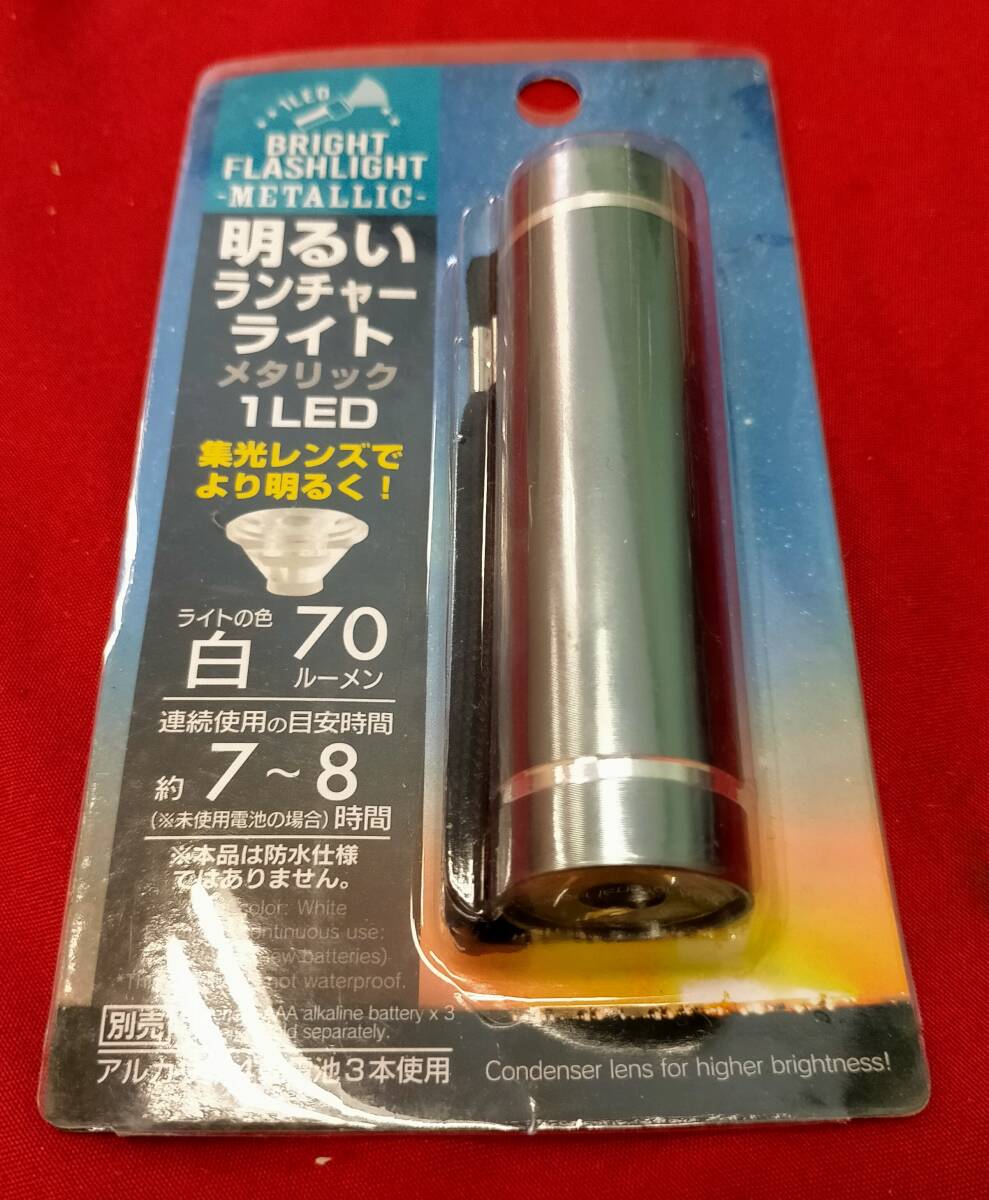 1LED
BRIGHT
FLASHLIGHT
-METALLIC-
明るい
ランチャー
ライト
メタリック
1LED
集光レンズで
より明るく!
ライトの色
白
70
ルーメン
連続使用の目安時間
約7~8
(※未使用電池の場合)時間
※本品は防水仕様
ではありません。
color: White
continuous use:
batteries)
not waterproof.
別売
AA alkaline battery x 3
separately.
アルカ 池3本使用
Condenser lens for higher brightness!